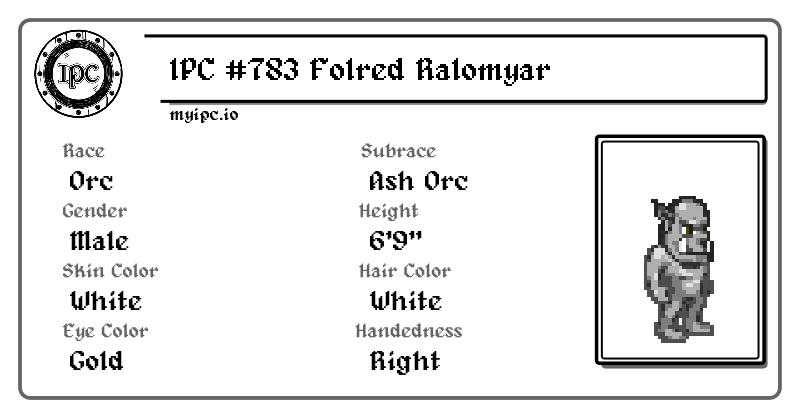 IPC
IPC #783 Folred Ralomyar
myipc.io
Race
Orc
Subrace
Ash Orc
Gender
Male
Height
6'9"
Skin Color
White
Hair Color
White
Eye Color
Gold
Handedness
Right